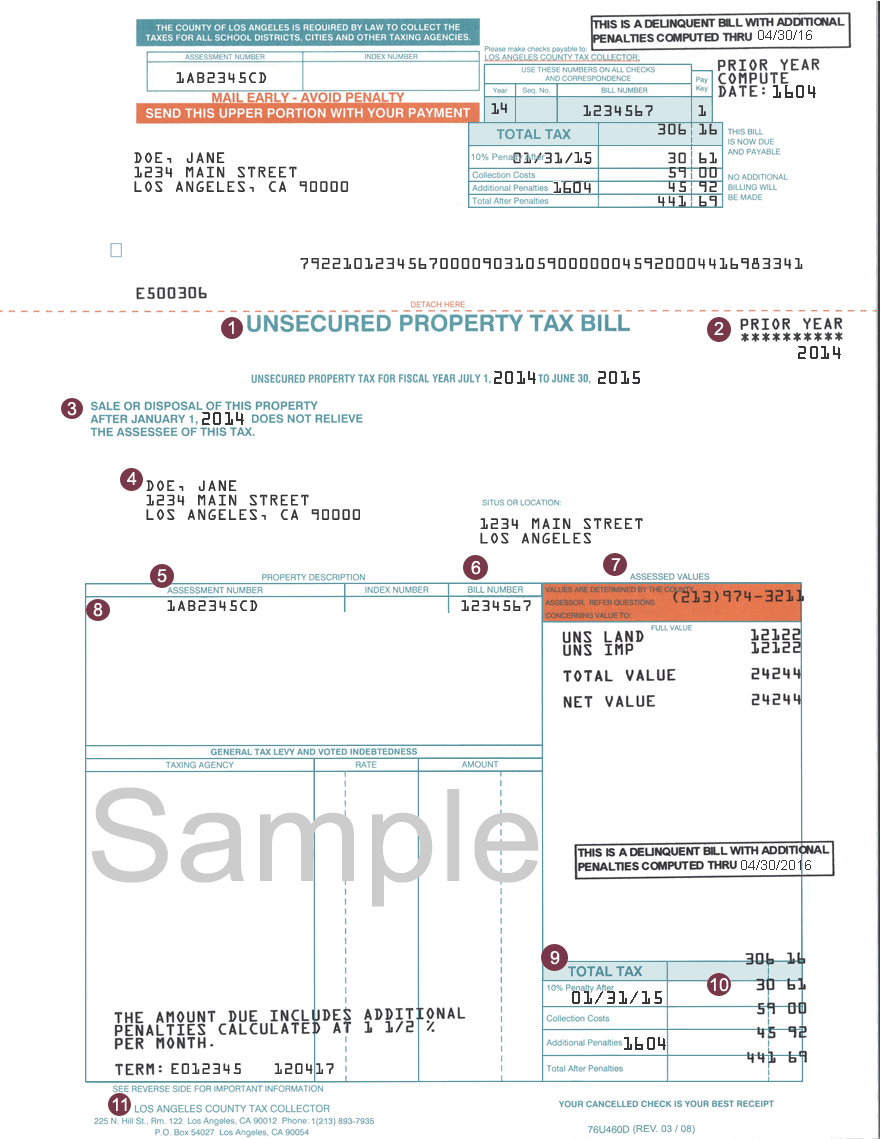 THE COUNTY OF LOS ANGELES IS REQUIRED BY LAW TO COLLECT THE
TAXES FOR ALL SCHOOL DISTRICTS, CITIES AND OTHER TAXING AGENCIES.
ASSESSMENT NUMBER INDEX NUMBER
1AB2345CD
MAIL EARLY - AVOID PENALTY
SEND THIS UPPER PORTION WITH YOUR PAYMENT
THIS IS A DELINQUENT BILL WITH ADDITIONAL
PENALTIES COMPUTED THRU 04/30/16
Please make checks payable to:
LOS ANGELES COUNTY TAX COLLECTOR:
USE THESE NUMBERS ON ALL CHECKS
AND CORRESPONDENCE
Pay
Key
Year Seq. No. BILL NUMBER
14 1234567 1
PRIOR YEAR
COMPUTE
DATE: 1604
TOTAL TAX 306 16
10% Penalty After 01/31/15 30 61
Collection Costs 59 00
Additional Penalties 1604 45 92
Total After Penalties 441 69
THIS BILL
IS NOW DUE
AND PAYABLE
NO ADDITIONAL
BILLING WILL
BE MADE
DOE, JANE
1234 MAIN STREET
LOS ANGELES, CA 90000
79221012345670000903105900000045920004416983341
E500306
DETACH HERE
1 UNSECURED PROPERTY TAX BILL
2 PRIOR YEAR
**********
2014
UNSECURED PROPERTY TAX FOR FISCAL YEAR JULY 1, 2014 TO JUNE 30, 2015
3 SALE OR DISPOSAL OF THIS PROPERTY
AFTER JANUARY 1, 2014 DOES NOT RELIEVE
THE ASSESSEE OF THIS TAX.
4 DOE, JANE
1234 MAIN STREET
LOS ANGELES, CA 90000
SITUS OR LOCATION:
1234 MAIN STREET
LOS ANGELES
5 PROPERTY DESCRIPTION 6
7 ASSESSED VALUES
ASSESSMENT NUMBER INDEX NUMBER BILL NUMBER
8 1AB2345CD 1234567
VALUES ARE DETERMINED BY THE COUNTY
ASSESSOR. REFER QUESTIONS
CONCERNING VALUE TO:
(213)974-3211
FULL VALUE
UNS LAND 12122
UNS IMP 12122
TOTAL VALUE 24244
NET VALUE 24244
GENERAL TAX LEVY AND VOTED INDEBTEDNESS
TAXING AGENCY RATE AMOUNT
Sample
THIS IS A DELINQUENT BILL WITH ADDITIONAL
PENALTIES COMPUTED THRU 04/30/2016
THE AMOUNT DUE INCLUDES ADDITIONAL
PENALTIES CALCULATED AT 1 1/2 %
PER MONTH.
TERM: E012345 120417
9 TOTAL TAX 306 16
10% Penalty After 01/31/15 10 30 61
Collection Costs 59 00
Additional Penalties 1604 45 92
Total After Penalties 441 69
SEE REVERSE SIDE FOR IMPORTANT INFORMATION
11 LOS ANGELES COUNTY TAX COLLECTOR
225 N. Hill St., Rm. 122 Los Angeles, CA 90012 Phone: 1(213) 893-7935
P.O. Box 54027 Los Angeles, CA 90054
YOUR CANCELLED CHECK IS YOUR BEST RECEIPT
76U460D (REV. 03 / 08)